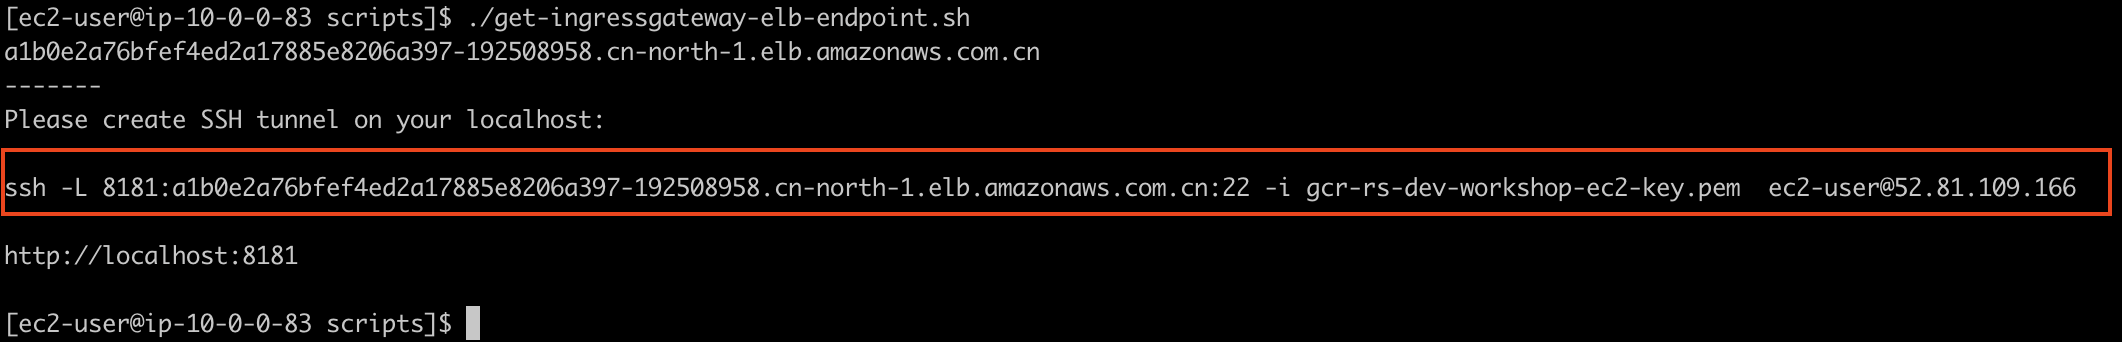 [ec2-user@ip-10-0-0-83 scripts]$ ./get-ingressgateway-elb-endpoint.sh
a1b0e2a76bfef4ed2a17885e8206a397-192508958.cn-north-1.elb.amazonaws.com.cn
-------
Please create SSH tunnel on your localhost:
ssh -L 8181:a1b0e2a76bfef4ed2a17885e8206a397-192508958.cn-north-1.elb.amazonaws.com.cn:22 -i gcr-rs-dev-workshop-ec2-key.pem  ec2-user@52.81.109.166
http://localhost:8181
[ec2-user@ip-10-0-0-83 scripts]$